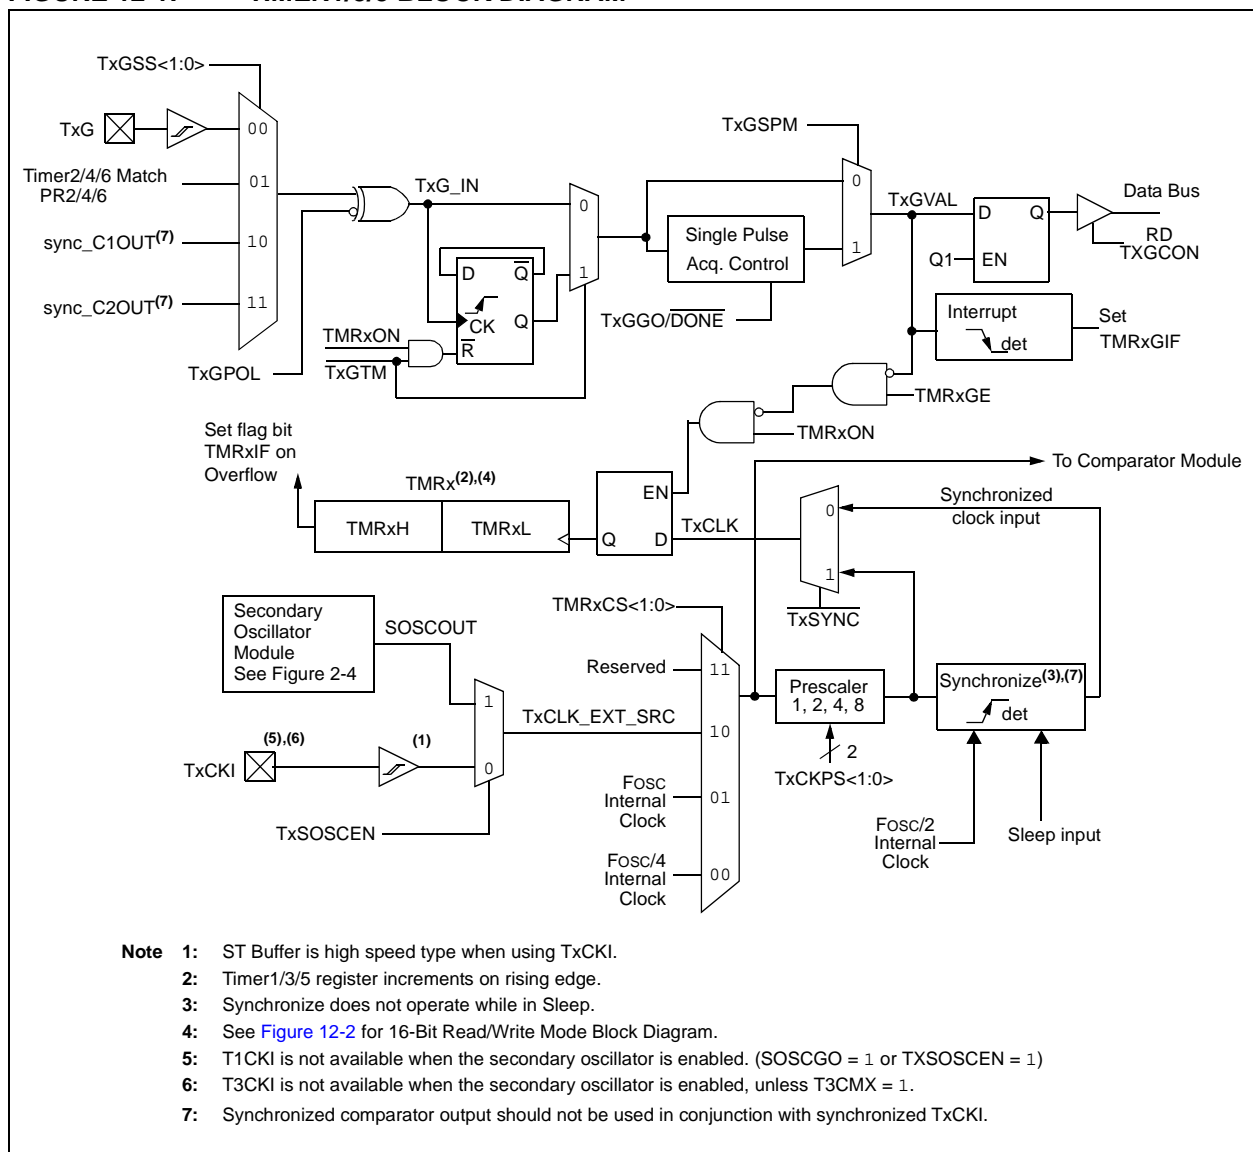 TxGSS<1:0>
TxG
00
Timer2/4/6 Match
PR2/4/6
01
sync_C1OUT(7)
10
sync_C2OUT(7)
11
TxGPOL
TxG_IN
0
1
D
Q
CK
Q
R
TMRxON
TxGTM
Single Pulse
Acq. Control
TxGGO/DONE
TxGSPM
0
1
TxGVAL
D
Q
Q1
EN
Data Bus
RD
TXGCON
Interrupt
det
Set
TMRxGIF
TMRxGE
TMRxON
To Comparator Module
Set flag bit
TMRxIF on
Overflow
TMRx(2),(4)
TMRxH
TMRxL
EN
Q
D
TxCLK
0
1
TxSYNC
Synchronized
clock input
Secondary
Oscillator
Module
See Figure 2-4
SOSCOUT
1
0
(5),(6)
(1)
TxCKI
TxSOSCEN
TxCLK_EXT_SRC
TMRxCS<1:0>
Reserved
11
10
FOSC
Internal
Clock
01
FOSC/4
Internal
Clock
00
Prescaler
1, 2, 4, 8
2
TxCKPS<1:0>
Synchronize(3),(7)
det
FOSC/2
Internal
Clock
Sleep input
Note 1: ST Buffer is high speed type when using TxCKI.
2: Timer1/3/5 register increments on rising edge.
3: Synchronize does not operate while in Sleep.
4: See Figure 12-2 for 16-Bit Read/Write Mode Block Diagram.
5: T1CKI is not available when the secondary oscillator is enabled. (SOSCGO = 1 or TXSOSCEN = 1)
6: T3CKI is not available when the secondary oscillator is enabled, unless T3CMX = 1.
7: Synchronized comparator output should not be used in conjunction with synchronized TxCKI.